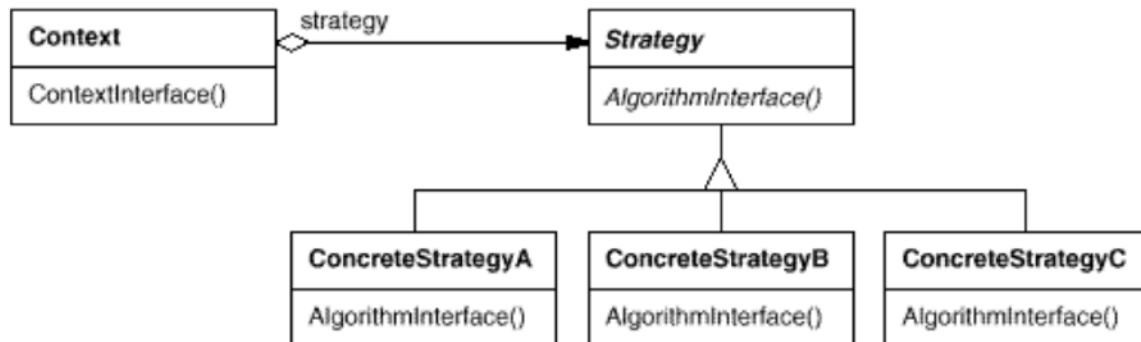 strategy
Context
Strategy
ContextInterface()
AlgorithmInterface()
ConcreteStrategyA
ConcreteStrategyB
ConcreteStrategyC
AlgorithmInterface()
AlgorithmInterface()
AlgorithmInterface()